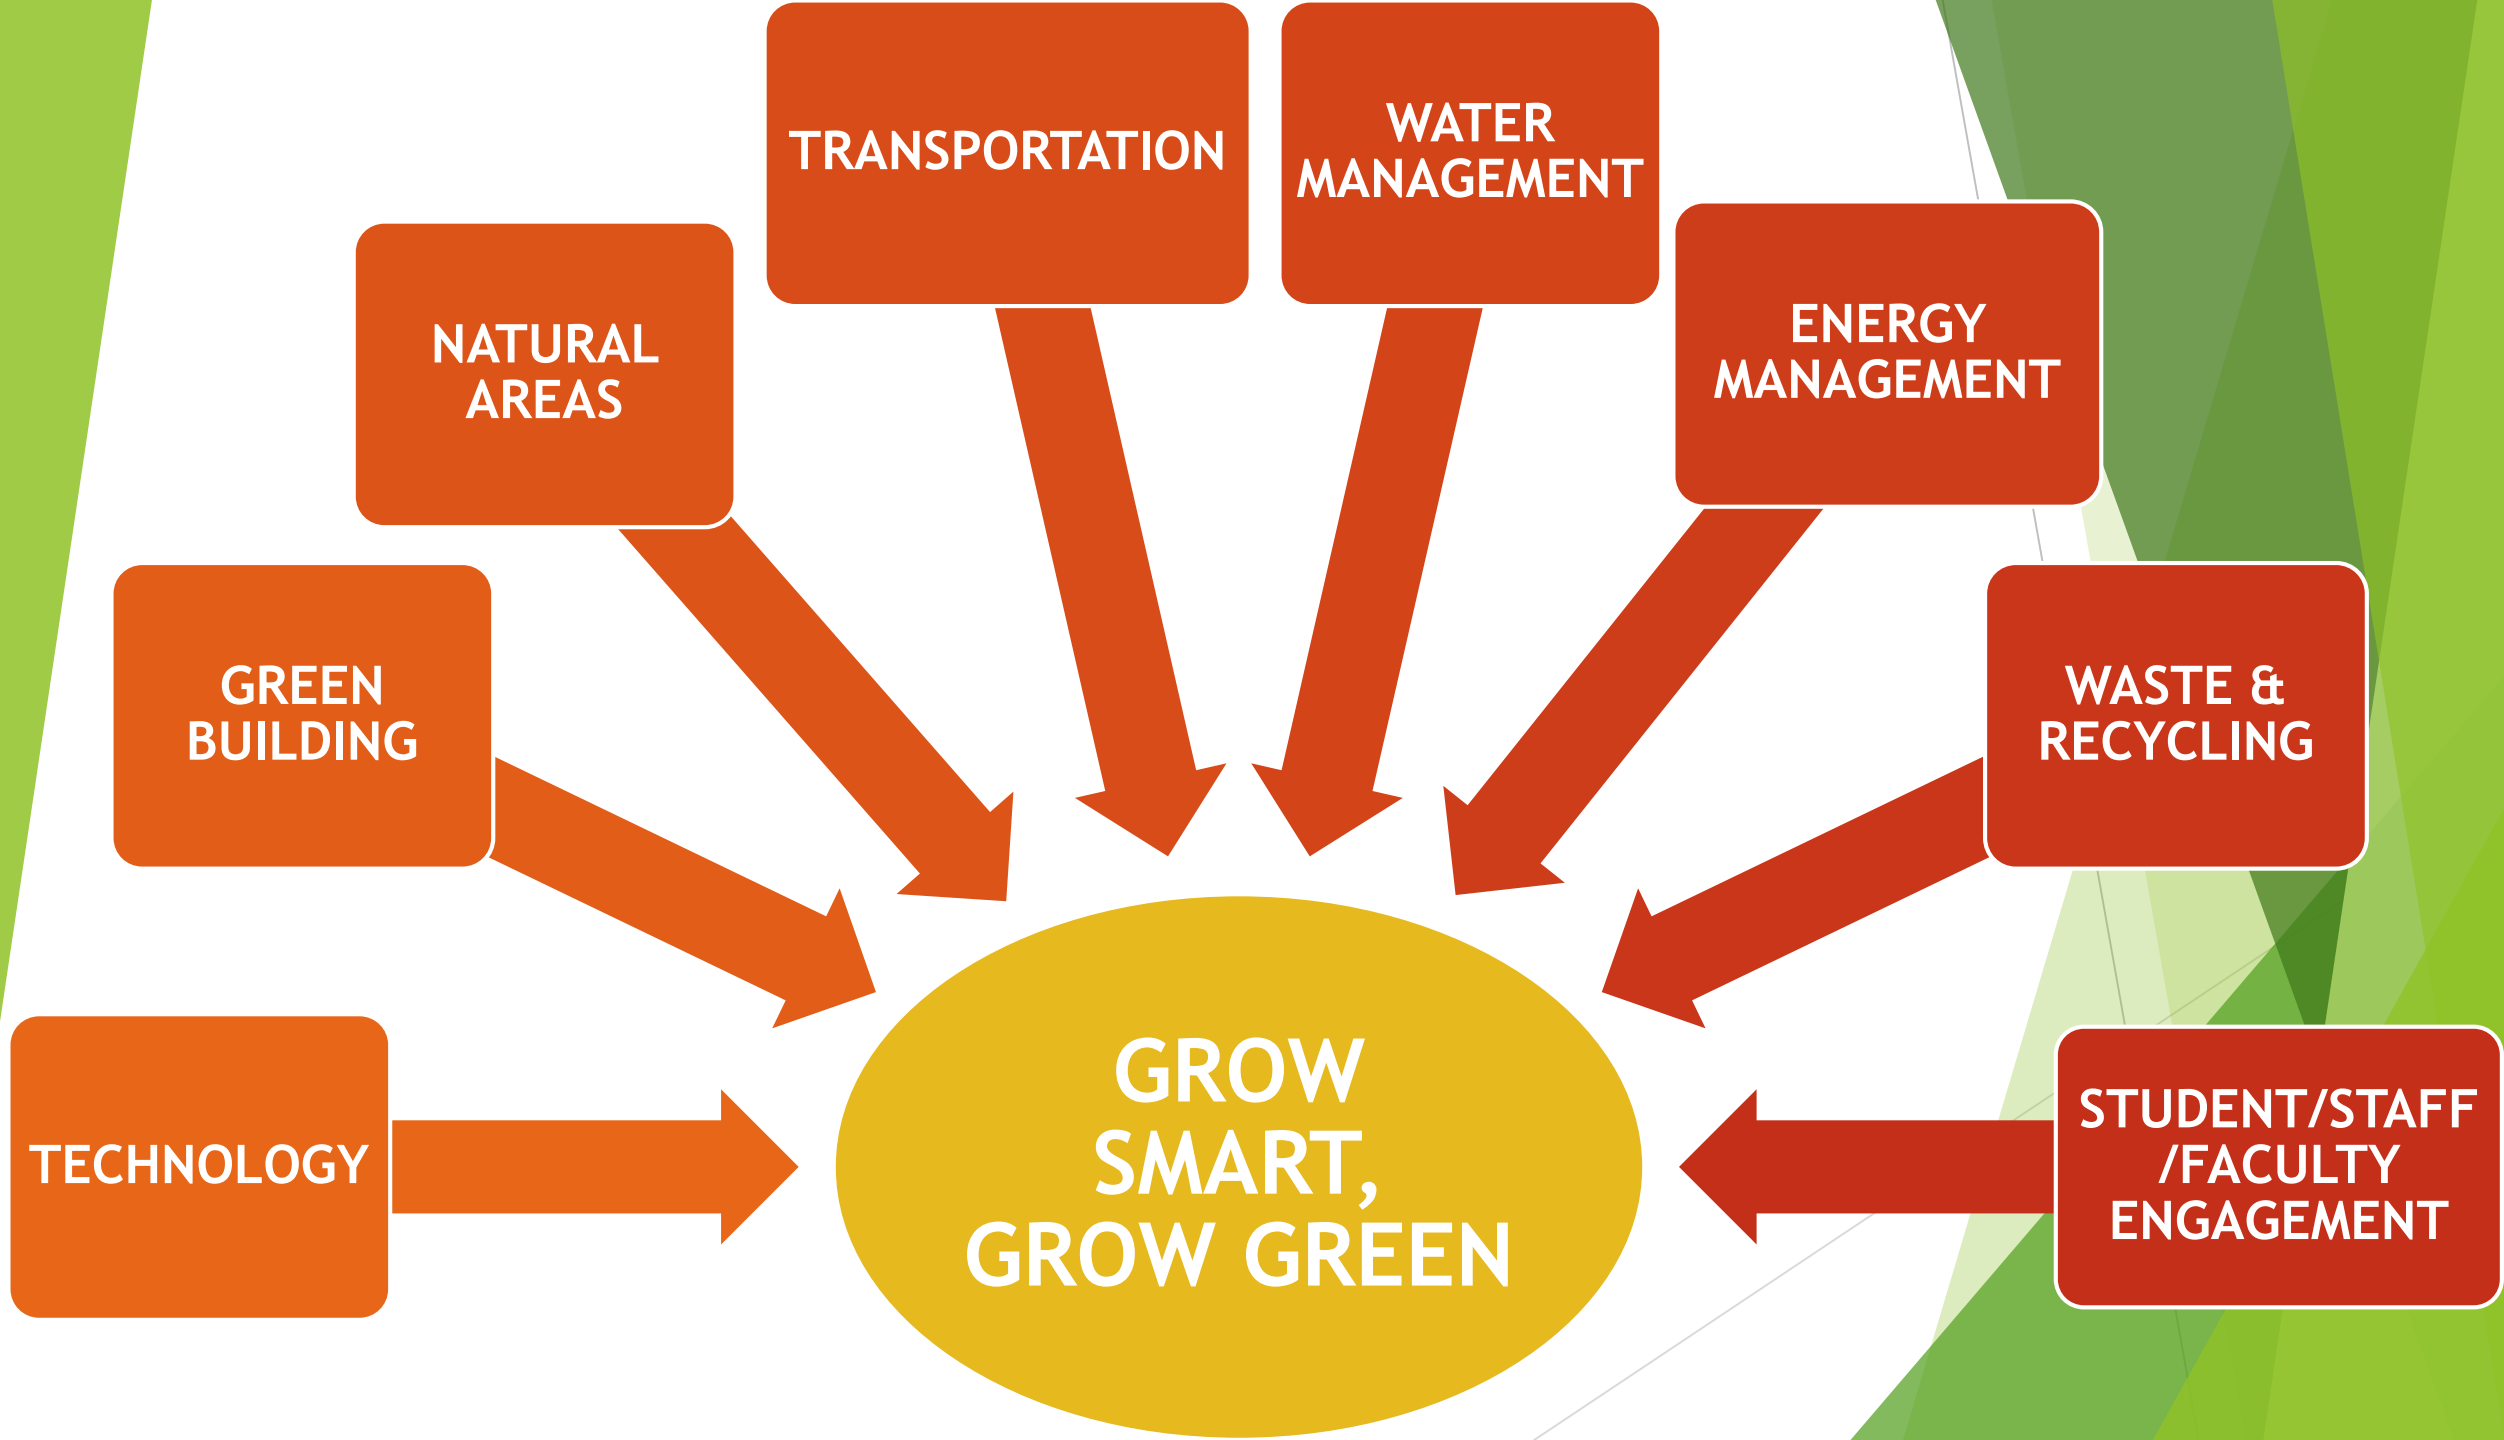 TRANSPORTATION
WATER
MANAGEMENT
NATURAL
AREAS
ENERGY
MANAGEMENT
GREEN
BUILDING
WASTE &
RECYCLING
TECHNOLOGY
GROW
SMART,
GROW GREEN
STUDENT/STAFF
/FACULTY
ENGAGEMENT